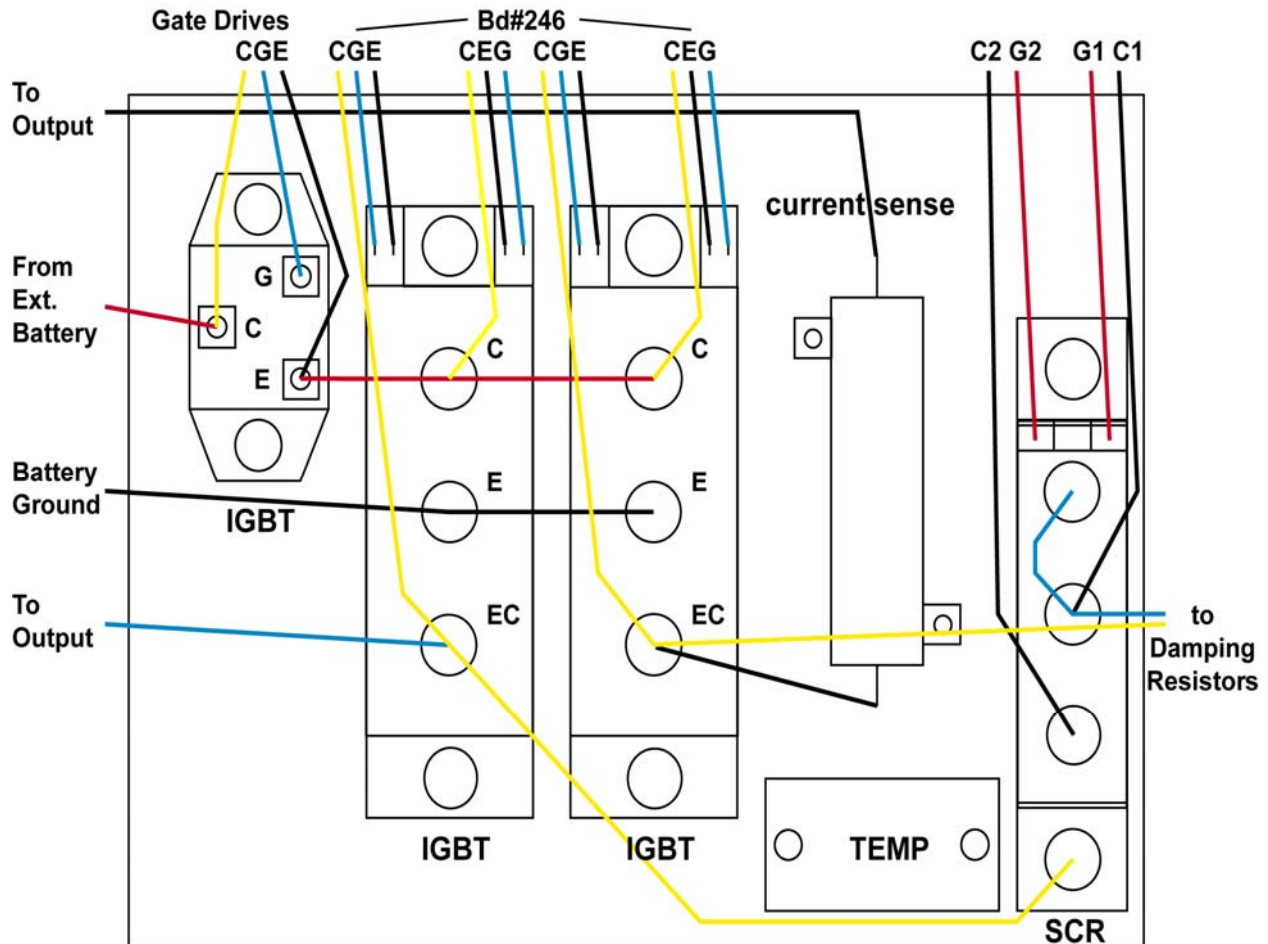 Gate Drives
Bd#246
CGE
CGE
CEG
CGE
CEG
C2 G2
G1 C1
To
Output
current sense
From
Ext.
Battery
G
C
E
C
C
Battery
Ground
E
E
IGBT
To
Output
EC
EC
to
Damping
Resistors
IGBT
IGBT
TEMP
SCR